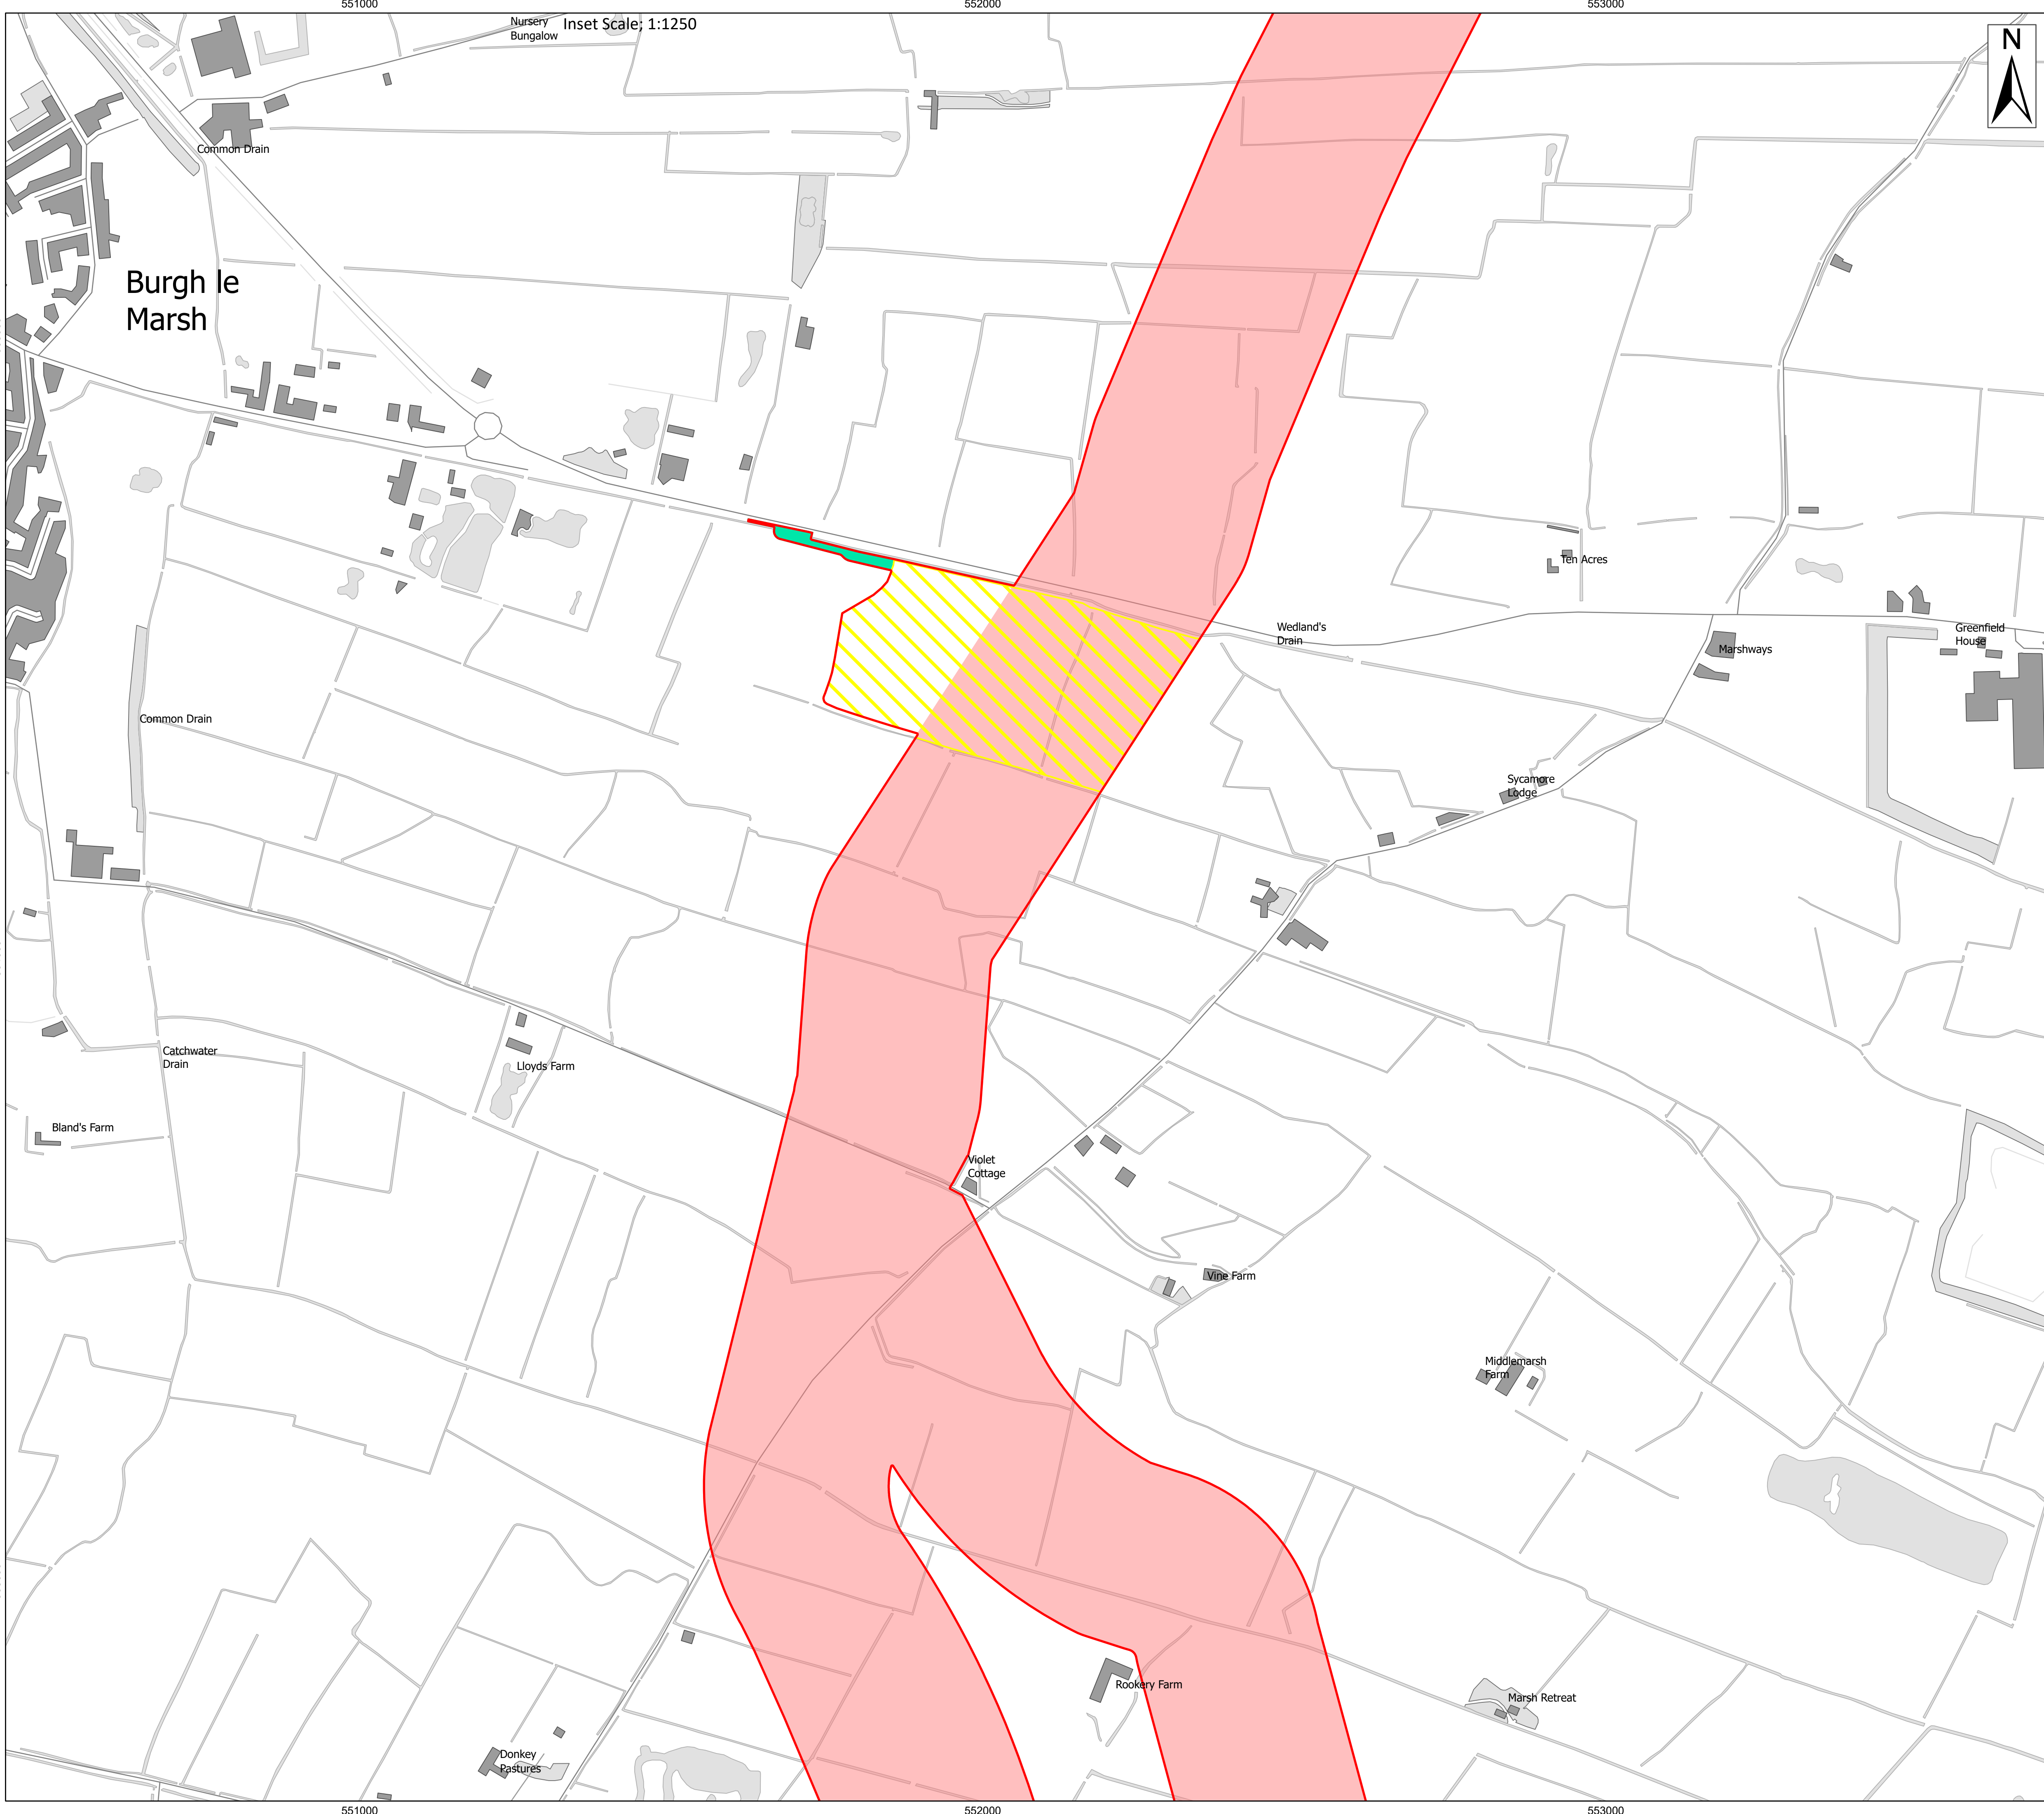 551000
552000
553000
Nursery
Bungalow
Inset Scale; 1:1250
N
Common Drain
Burgh le
Marsh
Ten Acres
Wedland's
Drain
Greenfield
House
Marshways
Common Drain
Sycamore
Lodge
Catchwater
Drain
Lloyds Farm
Bland's Farm
Violet
Cottage
Vine Farm
Middlemarsh
Farm
Rookery Farm
Marsh Retreat
Donkey
Pastures
551000
552000
553000